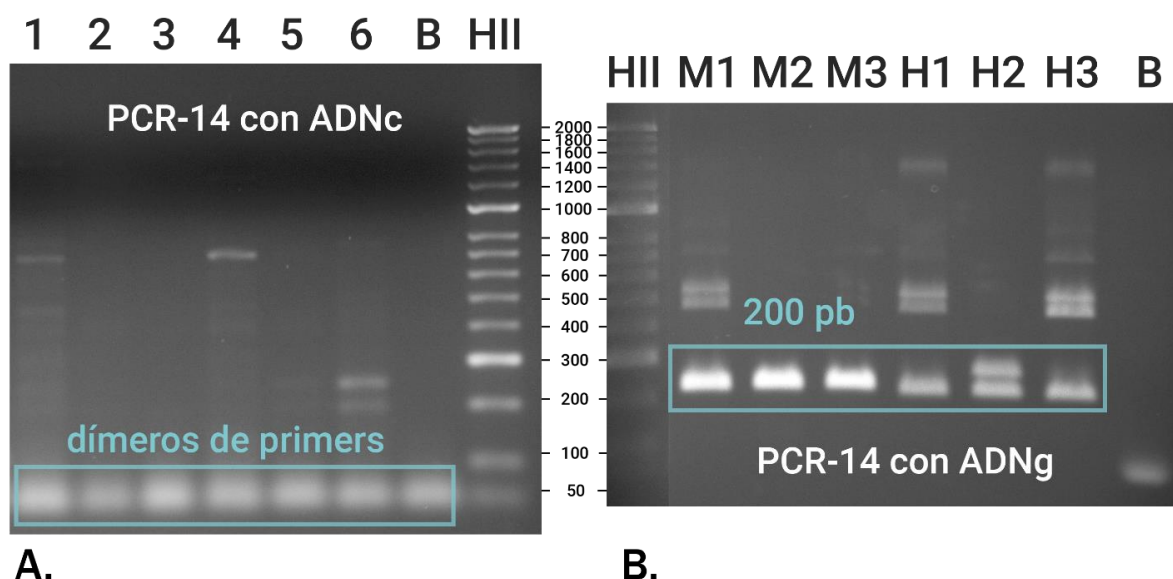 1 2 3 4 5 6 B HII
PCR-14 con ADNc
dímeros de primers
A.
2000
1800
1600
1400
1200
1000
800
700
600
500
400
300
200
100
50
HII M1 M2 M3 H1 H2 H3 B
200 pb
PCR-14 con ADNg
B.